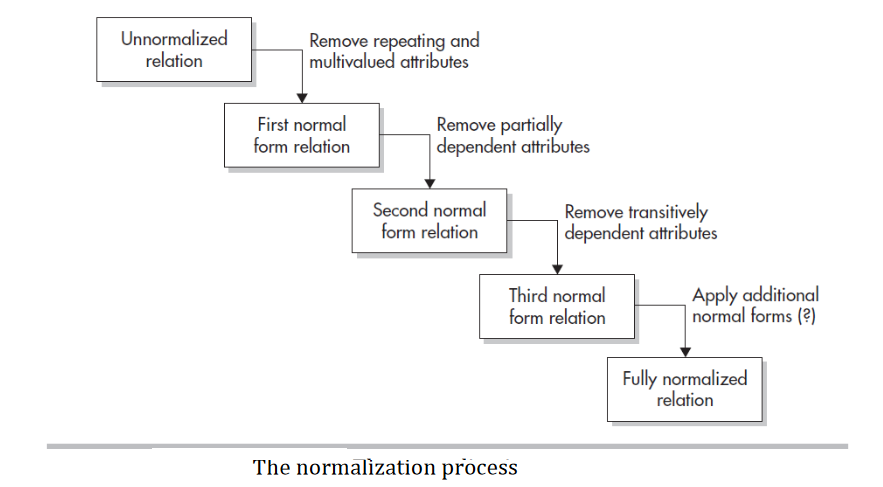 Unnormalized
relation
Remove repeating and
multivalued attributes
First normal
form relation
Remove partially
dependent attributes
Second normal
form relation
Remove transitively
dependent attributes
Third normal
form relation
Apply additional
normal forms (?)
Fully normalized
relation
The normalization process